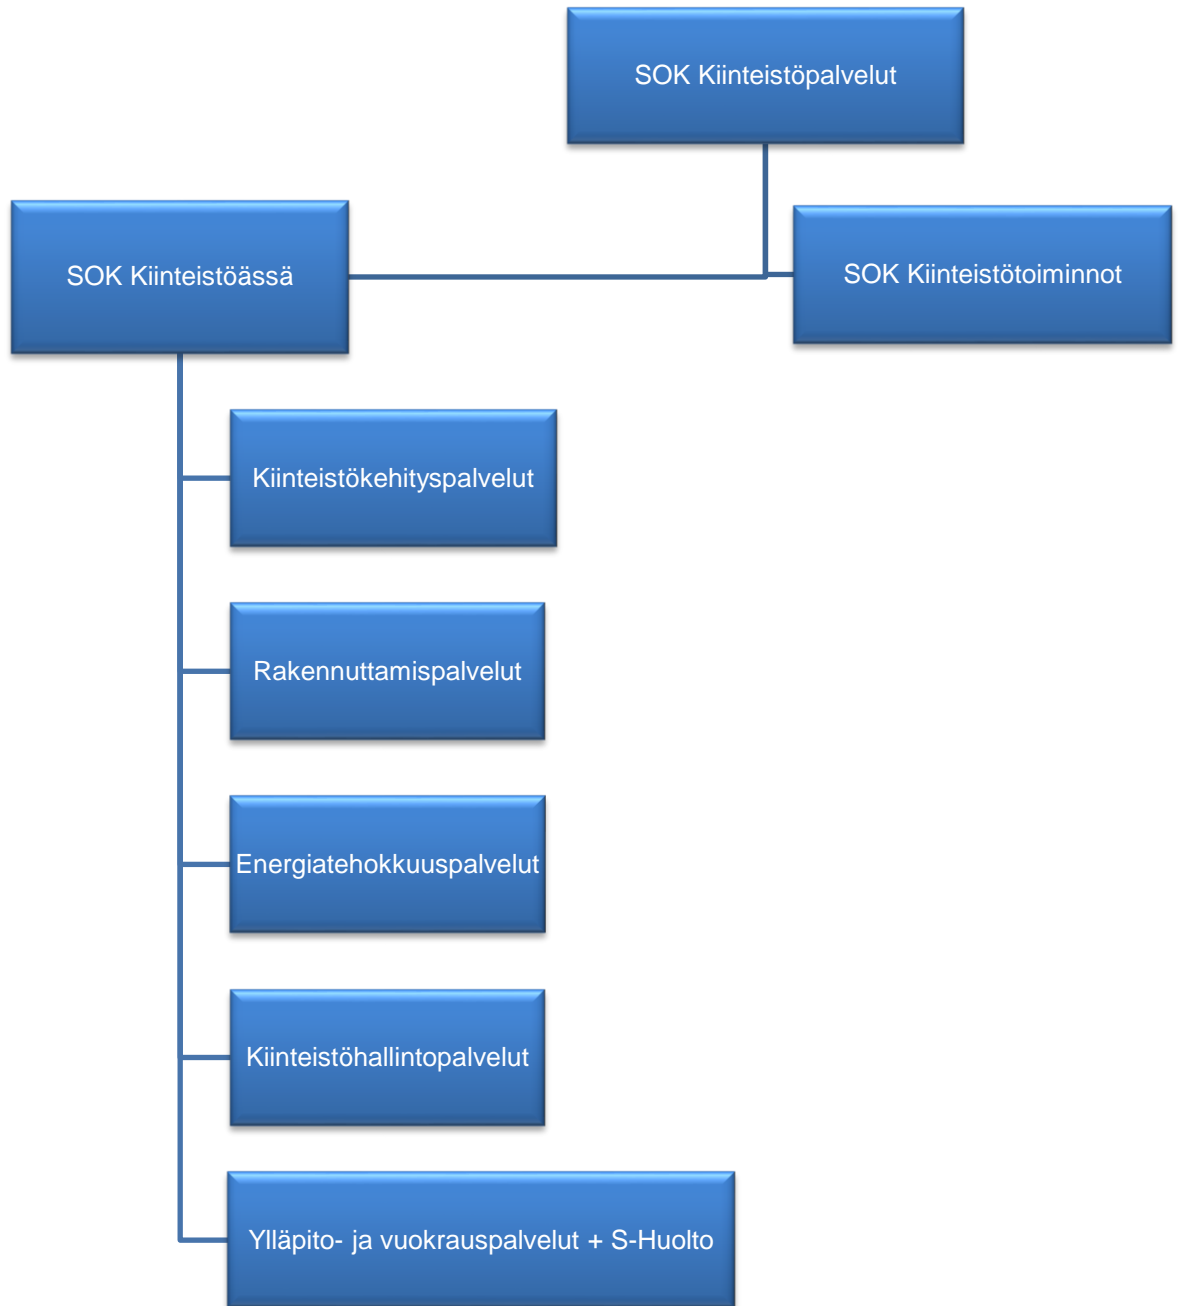 SOK Kiinteistöpalvelut
SOK Kiinteistöässä
SOK Kiinteistötoiminnot
Kiinteistökehityspalvelut
Rakennuttamispalvelut
Energiatehokkuuspalvelut
Kiinteistöhallintopalvelut
Ylläpito- ja vuokrauspalvelut + S-Huolto